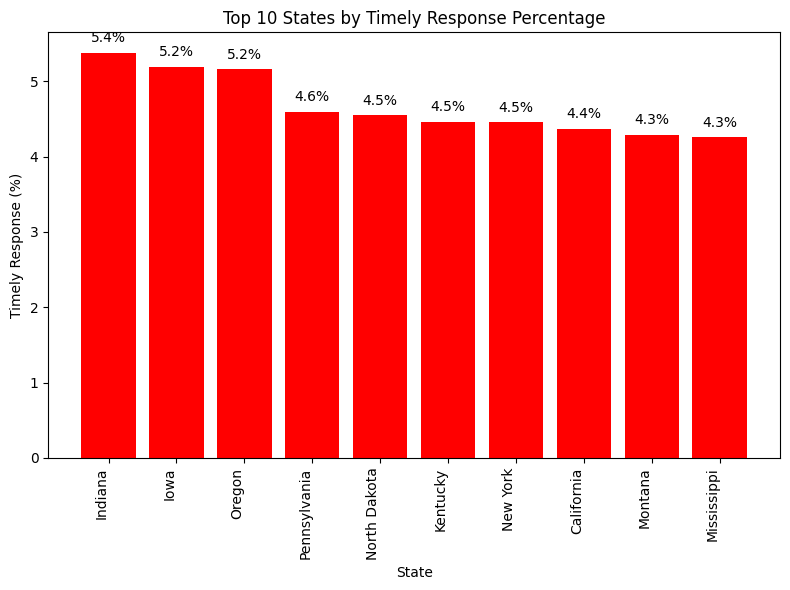 Top 10 States by Timely Response Percentage
Timely Response (%)
5
4
3
2
1
0
5.4%
5.2%
5.2%
4.6%
4.5%
4.5%
4.5%
4.4%
4.3%
4.3%
Indiana
Iowa
Oregon
Pennsylvania
North Dakota
Kentucky
New York
California
Montana
Mississippi
State